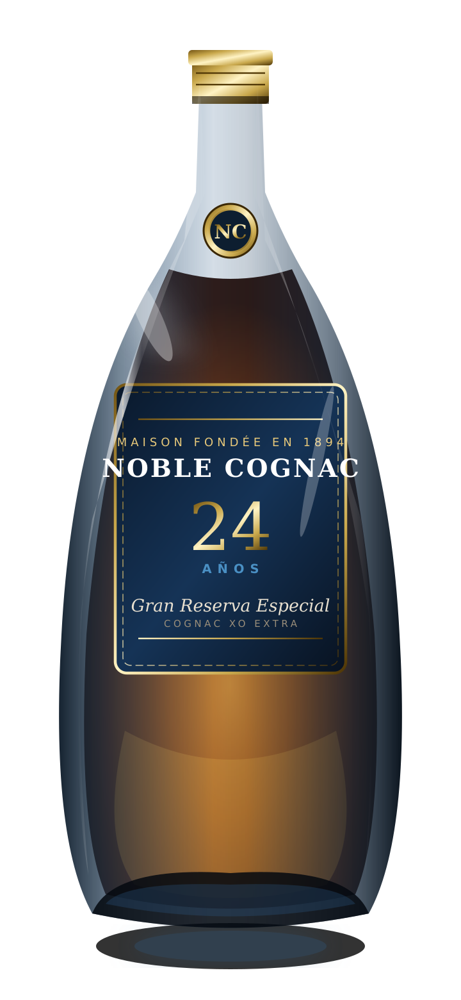 NC
MAISON FONDÉE EN 1894
NOBLE COGNAC
24
AÑOS
Gran Reserva Especial
COGNAC XO EXTRA